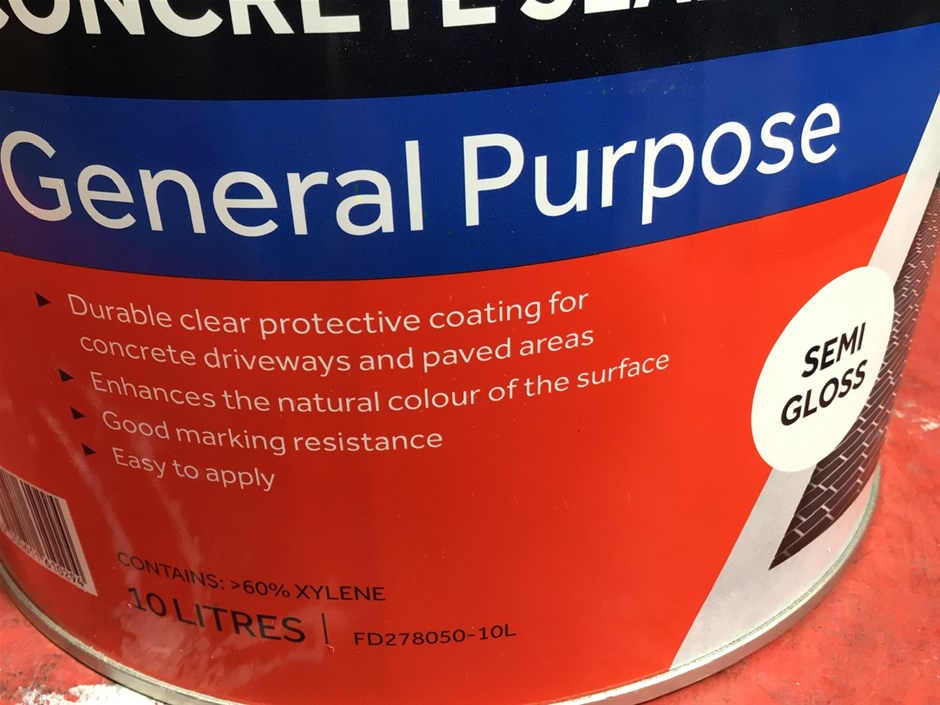 CONCRETE
General Purpose
Durable clear protective coating for
concrete driveways and paved areas
Enhances the natural colour of the surface
Good marking resistance
Easy to apply
SEMI
GLOSS
CONTAINS: >60% XYLENE
10 LITRES | FD278050-10L